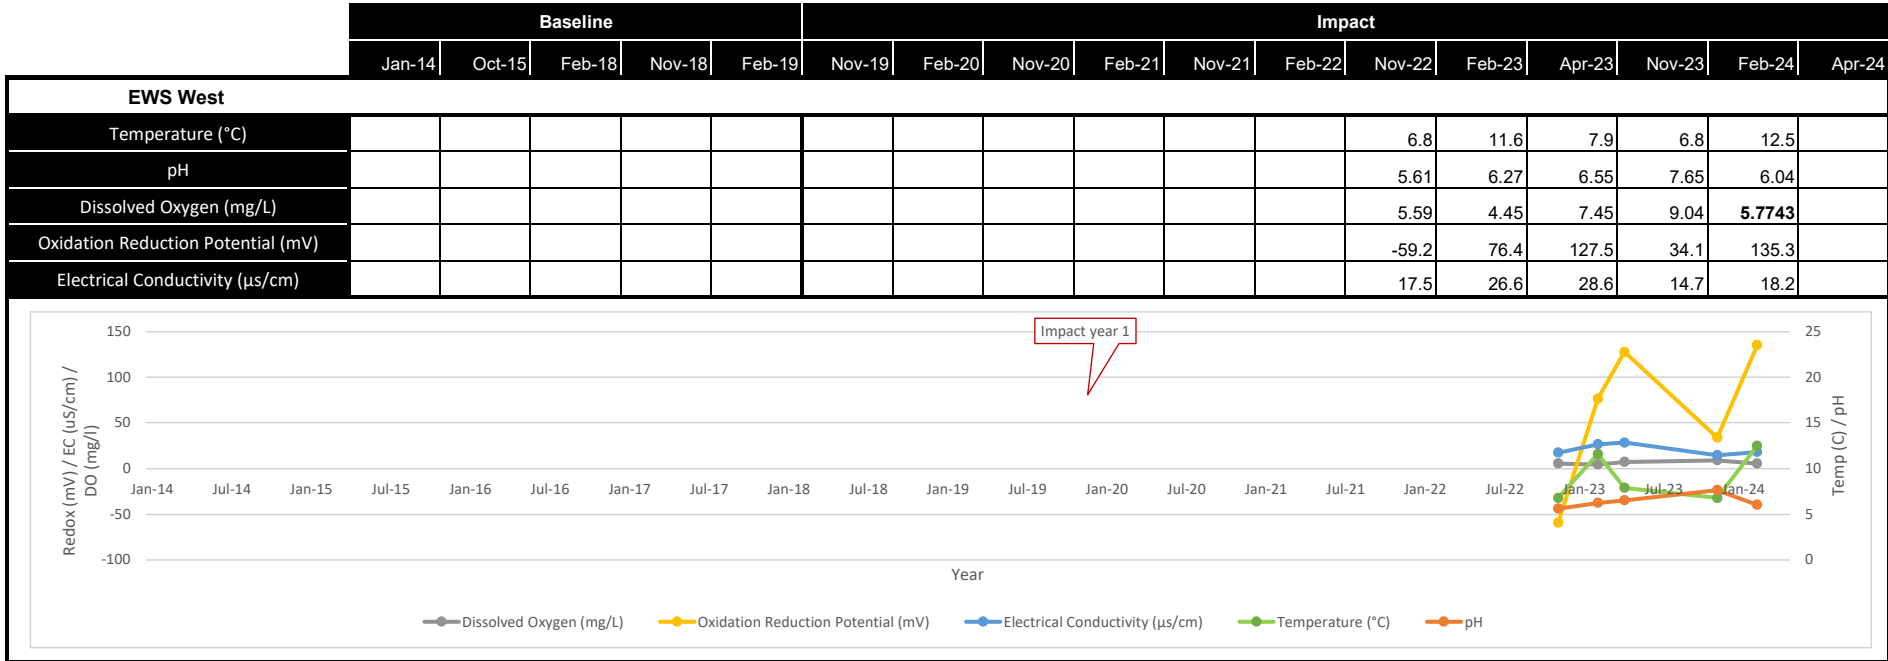 Baseline Impact
Jan-14 Oct-15 Feb-18 Nov-18 Feb-19 Nov-19 Feb-20 Nov-20 Feb-21 Nov-21 Feb-22 Nov-22 Feb-23 Apr-23 Nov-23 Feb-24 Apr-24
EWS West
Temperature (°C) 6.8 11.6 7.9 6.8 12.5
pH 5.61 6.27 6.55 7.65 6.04
Dissolved Oxygen (mg/L) 5.59 4.45 7.45 9.04 5.7743
Oxidation Reduction Potential (mV) -59.2 76.4 127.5 34.1 135.3
Electrical Conductivity (µs/cm) 17.5 26.6 28.6 14.7 18.2
Redox (mV) / EC (uS/cm) /
DO (mg/l)
150
100
50
0
-50
-100
Impact year 1
Jan-14 Jul-14 Jan-15 Jul-15 Jan-16 Jul-16 Jan-17 Jul-17 Jan-18 Jul-18 Jan-19 Jul-19 Jan-20 Jul-20 Jan-21 Jul-21 Jan-22 Jul-22 Jan-23 Jul-23 Jan-24
25
20
15
10
5
0
Temp (C) / pH
Year
Dissolved Oxygen (mg/L) Oxidation Reduction Potential (mV) Electrical Conductivity (µs/cm) Temperature (°C) pH